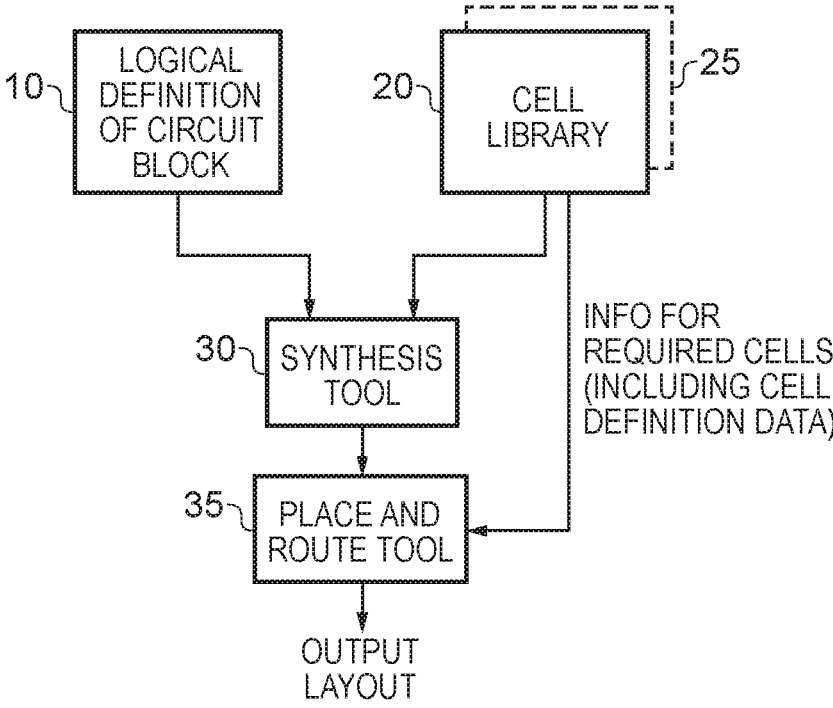 10
LOGICAL
DEFINITION
OF CIRCUIT
BLOCK
20
CELL
LIBRARY
25
30
SYNTHESIS
TOOL
INFO FOR
REQUIRED CELLS
(INCLUDING CELL
DEFINITION DATA)
35
PLACE AND
ROUTE TOOL
OUTPUT
LAYOUT